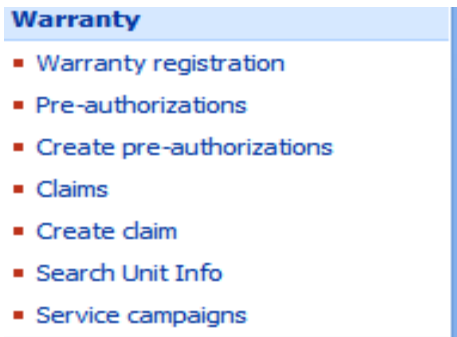 Warranty
Warranty registration
Pre-authorizations
Create pre-authorizations
Claims
Create claim
Search Unit Info
Service campaigns